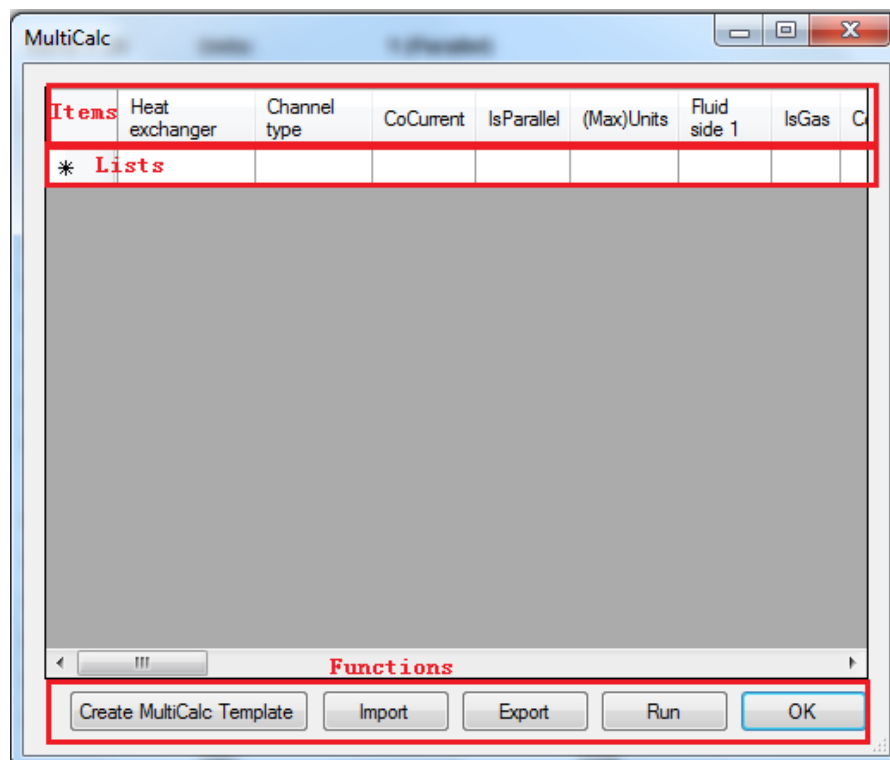 MultiCalc
Items Heat exchanger Channel type CoCurrent IsParallel (Max)Units Fluid side 1 IsGas
* Lists
Functions
Create MultiCalc Template Import Export Run OK